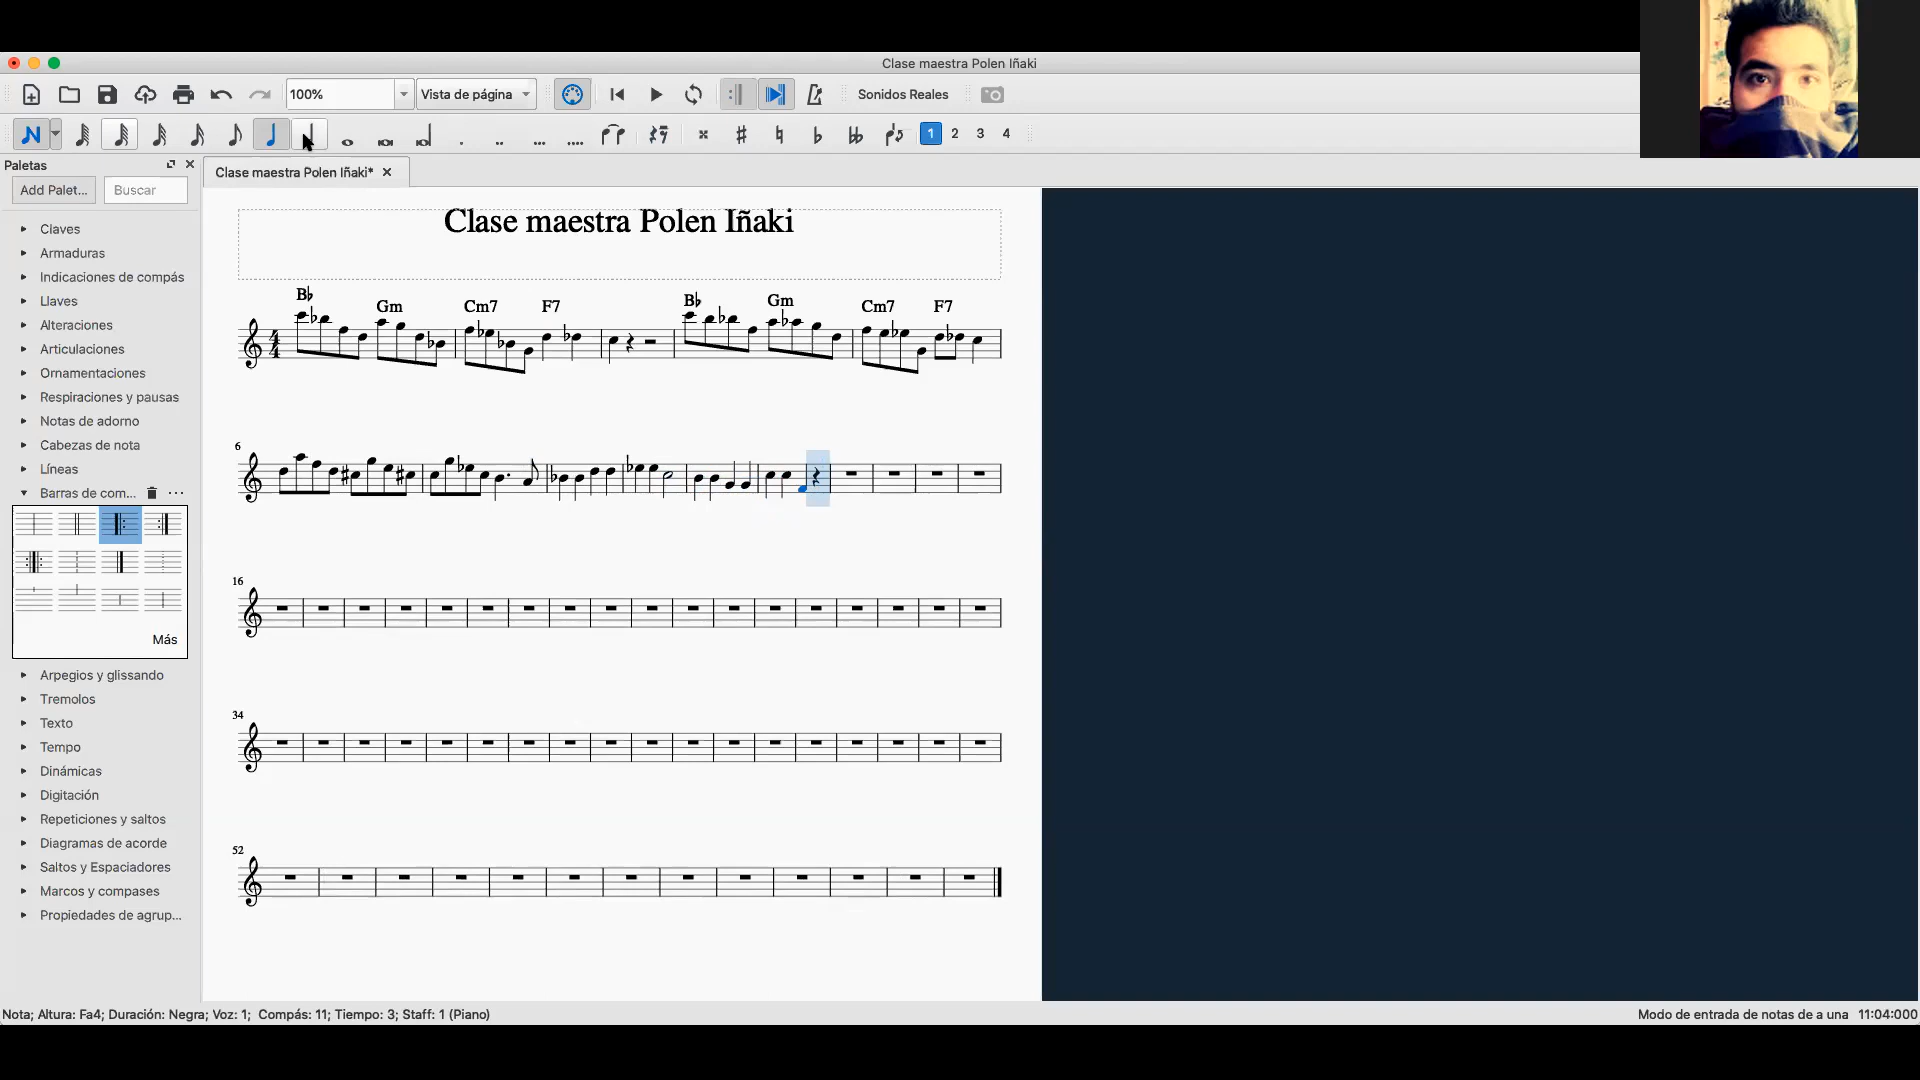 Clase maestra Polen Iñaki
100%
Vista de página
Sonidos Reales
1 2 3 4
Paletas
Clase maestra Polen Iñaki*
Add Palet...
Buscar
Claves
Armaduras
Indicaciones de compás
Llaves
Alteraciones
Articulaciones
Ornamentaciones
Respiraciones y pausas
Notas de adorno
Cabezas de nota
Líneas
Barras de com...
Más
Arpegios y glissando
Tremolos
Texto
Tempo
Dinámicas
Digitación
Repeticiones y saltos
Diagramas de acorde
Saltos y Espaciadores
Marcos y compases
Propiedades de agrup...
Clase maestra Polen Iñaki
B♭ Gm Cm7 F7 B♭ Gm Cm7 F7
4
4
6
16
34
52
Nota; Altura: Fa4; Duración: Negra; Voz: 1; Compás: 11; Tiempo: 3; Staff: 1 (Piano)
Modo de entrada de notas de a una 11:04:000